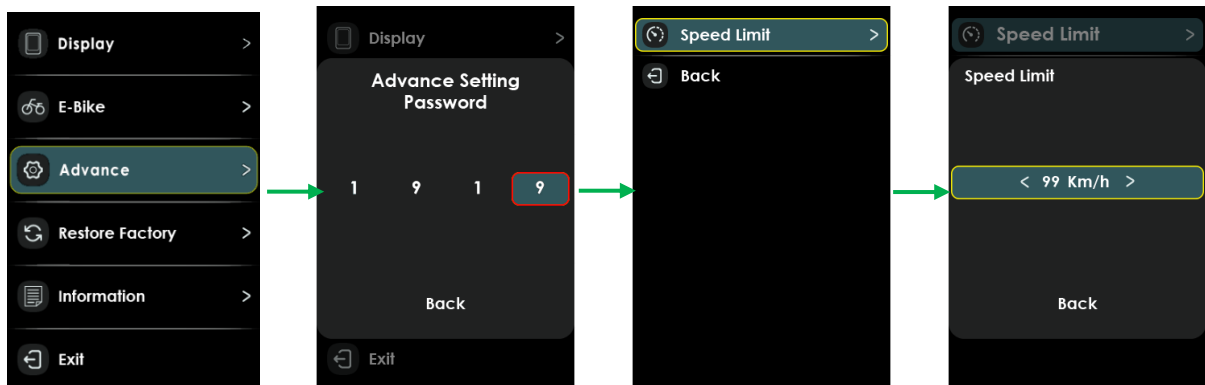 Display >
E-Bike >
Advance >
Restore Factory >
Information >
Exit
Display >
Advance Setting
Password
1 9 1 9
Back
Exit
Speed Limit >
Back
Speed Limit >
Speed Limit
< 99 Km/h >
Back